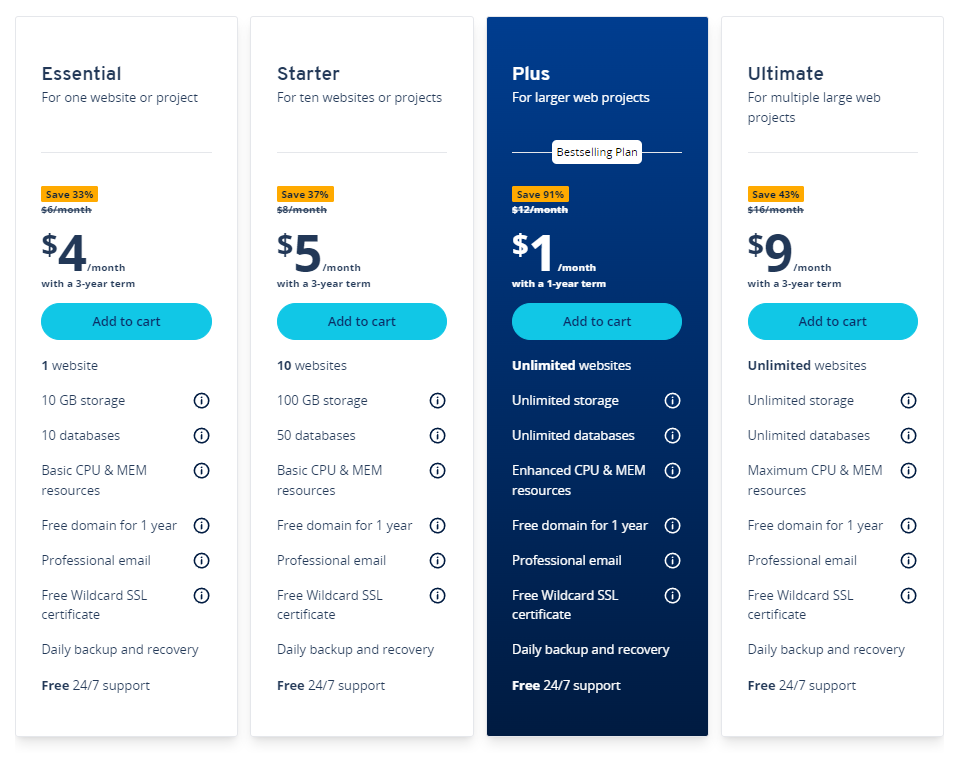 Essential
For one website or project
Save 33%
$6/month
$4/month
with a 3-year term
Add to cart
1 website
10 GB storage
10 databases
Basic CPU & MEM
resources
Free domain for 1 year
Professional email
Free Wildcard SSL
certificate
Daily backup and recovery
Free 24/7 support
Starter
For ten websites or projects
Save 37%
$8/month
$5/month
with a 3-year term
Add to cart
10 websites
100 GB storage
50 databases
Basic CPU & MEM
resources
Free domain for 1 year
Professional email
Free Wildcard SSL
certificate
Daily backup and recovery
Free 24/7 support
Plus
For larger web projects
Bestselling Plan
Save 91%
$12/month
$1/month
with a 1-year term
Add to cart
Unlimited websites
Unlimited storage
Unlimited databases
Enhanced CPU & MEM
resources
Free domain for 1 year
Professional email
Free Wildcard SSL
certificate
Daily backup and recovery
Free 24/7 support
Ultimate
For multiple large web
projects
Save 43%
$16/month
$9/month
with a 3-year term
Add to cart
Unlimited websites
Unlimited storage
Unlimited databases
Maximum CPU & MEM
resources
Free domain for 1 year
Professional email
Free Wildcard SSL
certificate
Daily backup and recovery
Free 24/7 support